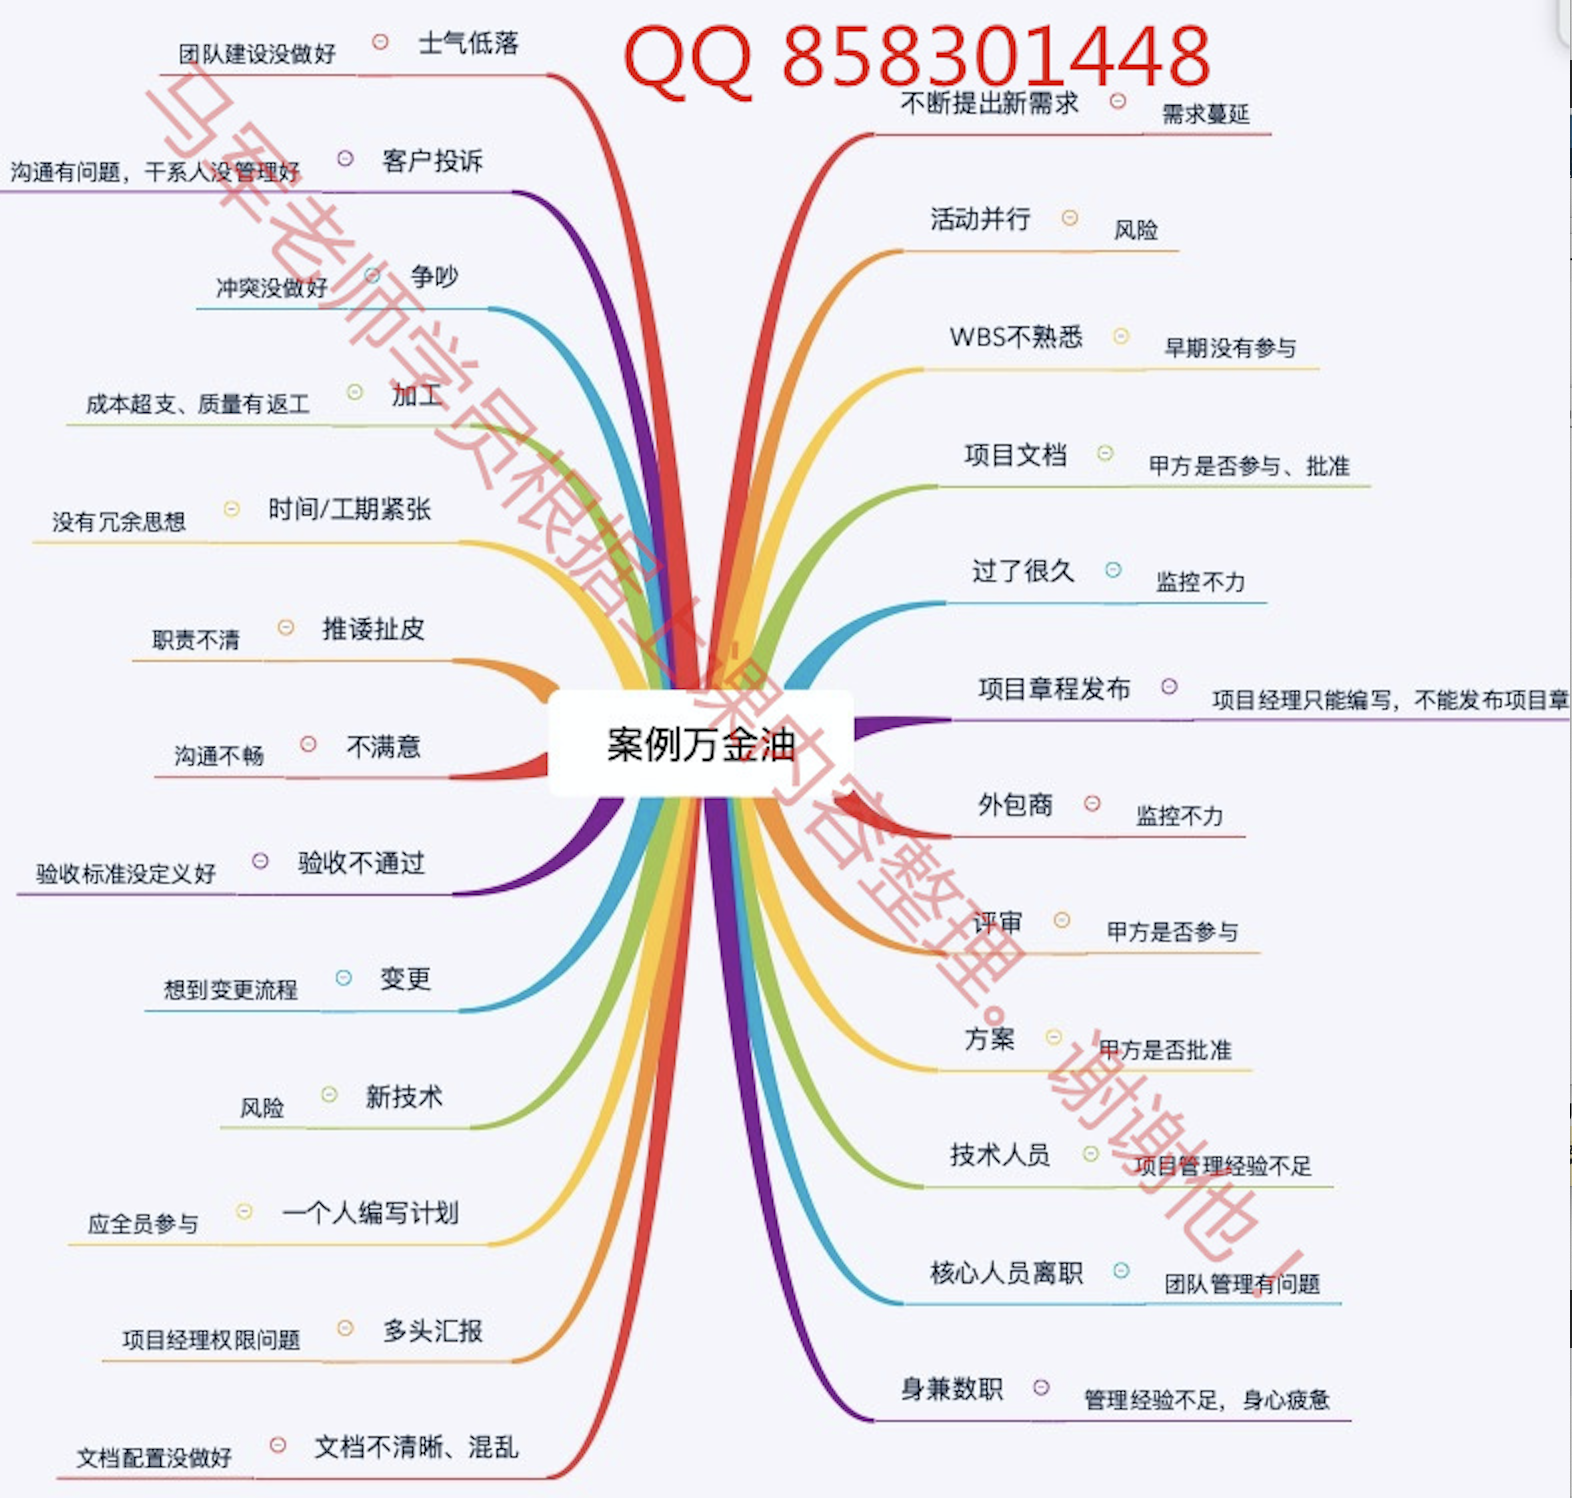 QQ 858301448
案例万金油
不断提出新需求
需求蔓延
活动并行
风险
WBS不熟悉
早期没有参与
项目文档
甲方是否参与、批准
过了很久
监控不力
项目章程发布
项目经理只能编写，不能发布项目章
外包商
监控不力
评审
甲方是否参与
方案
甲方是否批准
技术人员
项目管理经验不足
核心人员离职
团队管理有问题
身兼数职
管理经验不足，身心疲惫
士气低落
团队建设没做好
客户投诉
沟通有问题，干系人没管理好
争吵
冲突没做好
加工
成本超支、质量有返工
时间/工期紧张
没有冗余思想
推诿扯皮
职责不清
不满意
沟通不畅
验收不通过
验收标准没定义好
变更
想到变更流程
新技术
风险
一个人编写计划
应全员参与
多头汇报
项目经理权限问题
文档不清晰、混乱
文档配置没做好
马军老师学员根据上课内容整理。谢谢他！